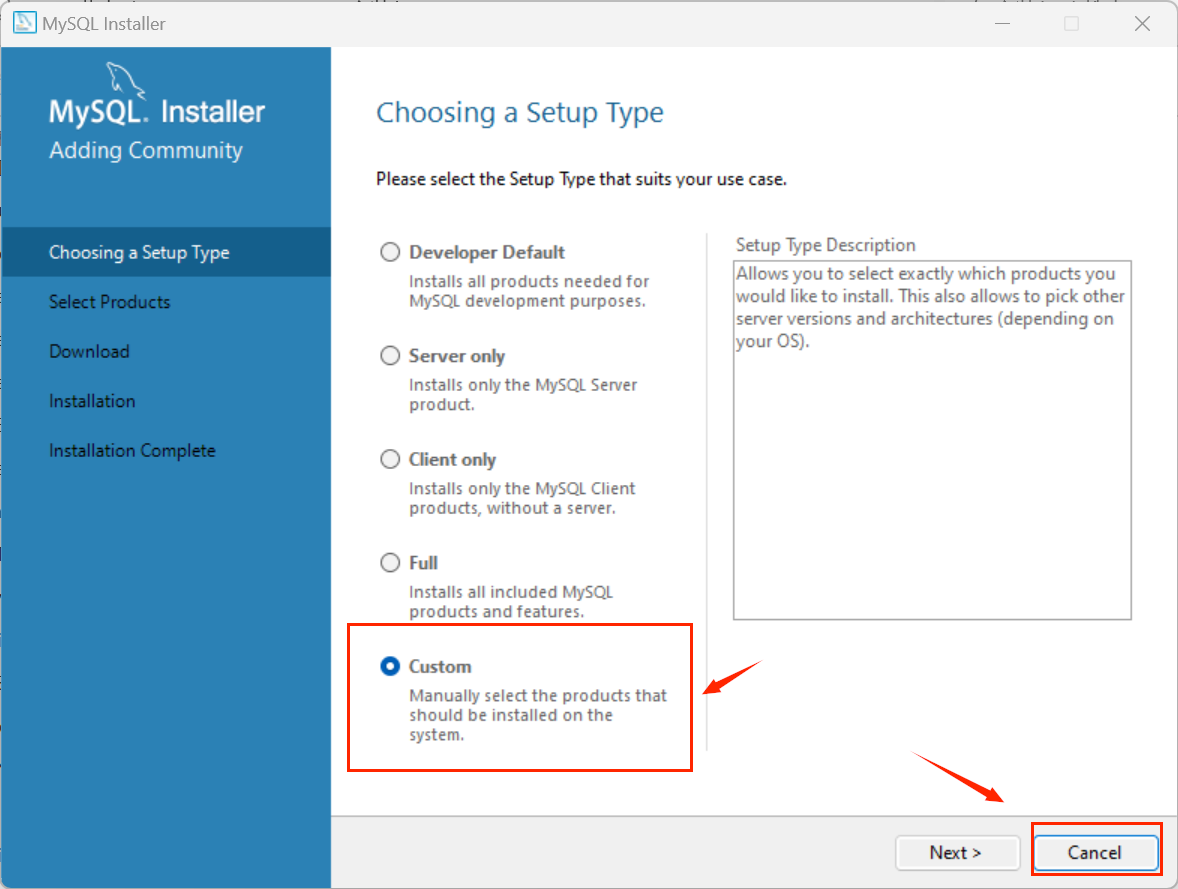 MySQL Installer
MySQL. Installer
Adding Community
Choosing a Setup Type
Select Products
Download
Installation
Installation Complete
Choosing a Setup Type
Please select the Setup Type that suits your use case.
Developer Default
Installs all products needed for
MySQL development purposes.
Server only
Installs only the MySQL Server
product.
Client only
Installs only the MySQL Client
products, without a server.
Full
Installs all included MySQL
products and features.
Custom
Manually select the products that
should be installed on the
system.
Setup Type Description
Allows you to select exactly which products you
would like to install. This also allows to pick other
server versions and architectures (depending on
your OS).
Next >
Cancel